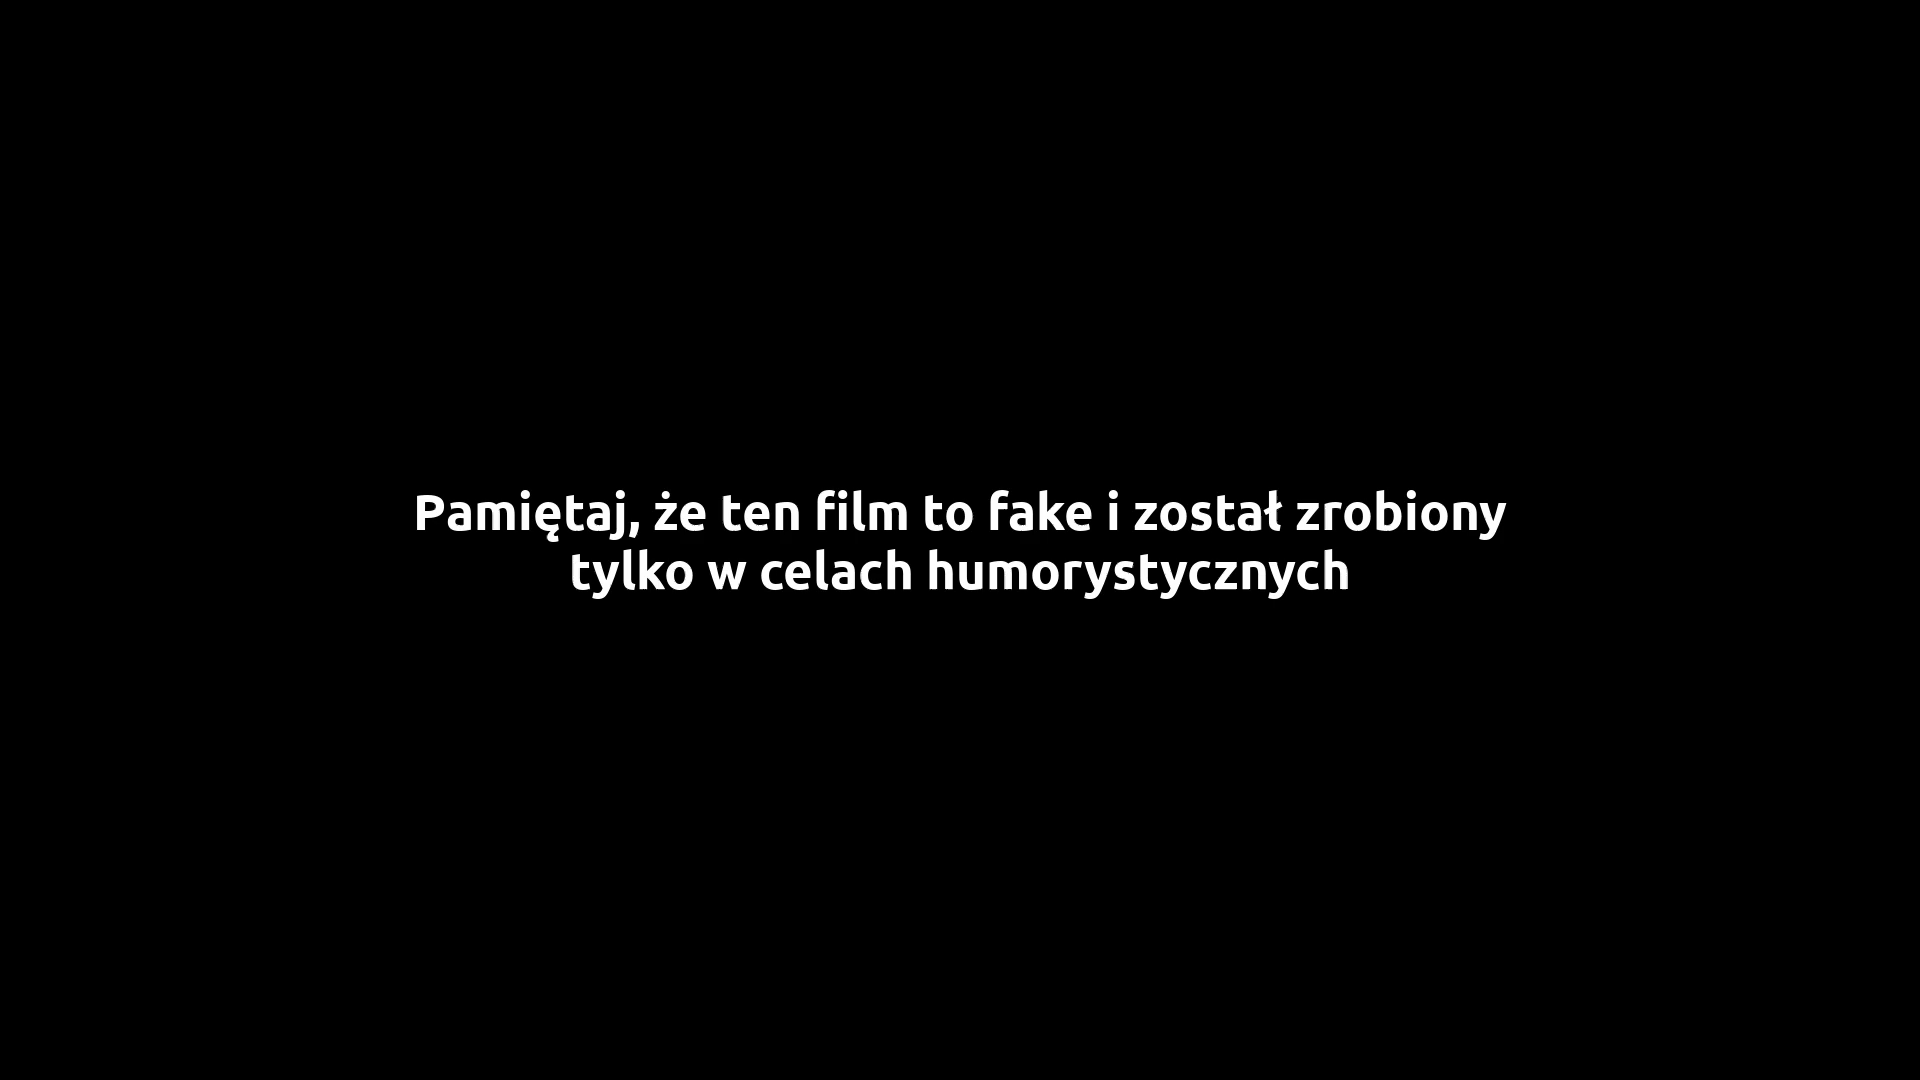 Pamiętaj, że ten film to fake i został zrobiony
tylko w celach humorystycznych